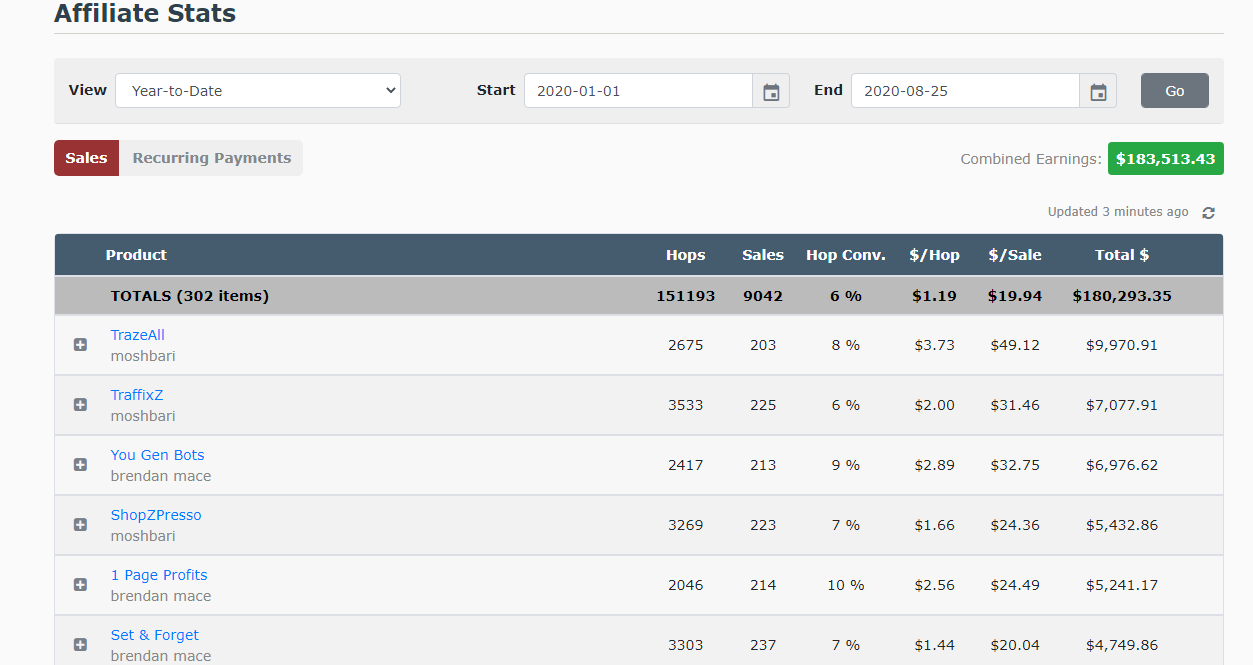 Affiliate Stats
View Year-to-Date Start 2020-01-01 End 2020-08-25 Go
Sales Recurring Payments Combined Earnings: $183,513.43
Updated 3 minutes ago
Product Hops Sales Hop Conv. $/Hop $/Sale Total $
TOTALS (302 items) 151193 9042 6 % $1.19 $19.94 $180,293.35
TrazeAll
moshbari
2675 203 8 % $3.73 $49.12 $9,970.91
TraffixZ
moshbari
3533 225 6 % $2.00 $31.46 $7,077.91
You Gen Bots
brendan mace
2417 213 9 % $2.89 $32.75 $6,976.62
ShopZPresso
moshbari
3269 223 7 % $1.66 $24.36 $5,432.86
1 Page Profits
brendan mace
2046 214 10 % $2.56 $24.49 $5,241.17
Set & Forget
brendan mace
3303 237 7 % $1.44 $20.04 $4,749.86